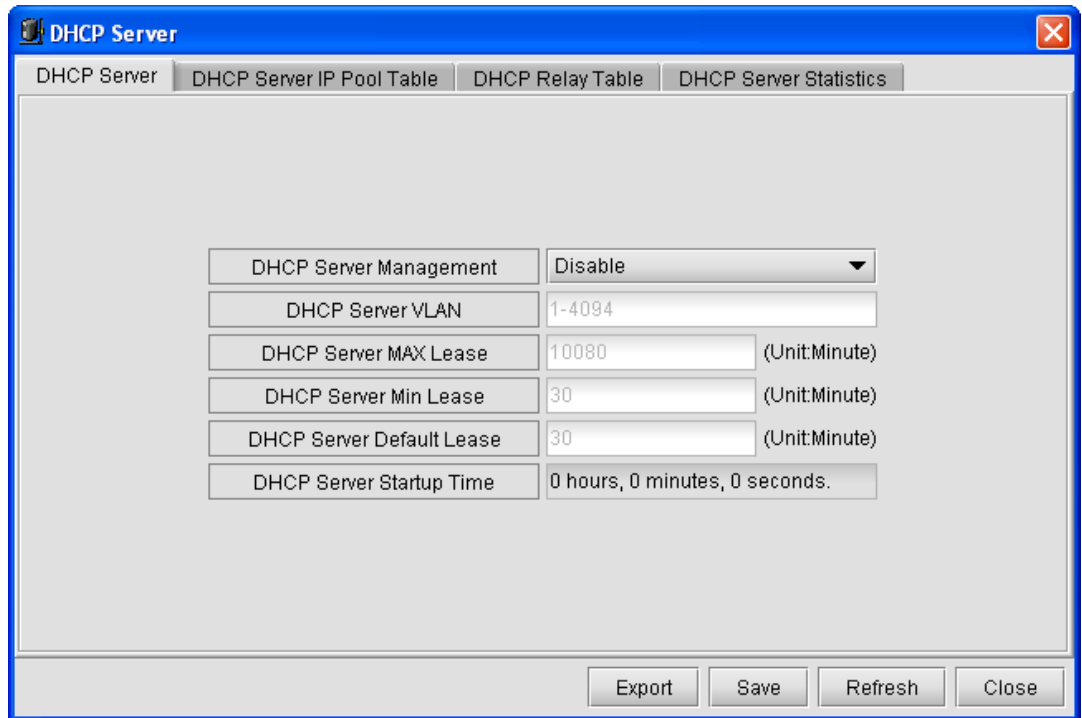 DHCP Server
DHCP Server DHCP Server IP Pool Table DHCP Relay Table DHCP Server Statistics
DHCP Server Management Disable
DHCP Server VLAN 1-4094
DHCP Server MAX Lease 10080 (Unit:Minute)
DHCP Server Min Lease 30 (Unit:Minute)
DHCP Server Default Lease 30 (Unit:Minute)
DHCP Server Startup Time 0 hours, 0 minutes, 0 seconds.
Export Save Refresh Close